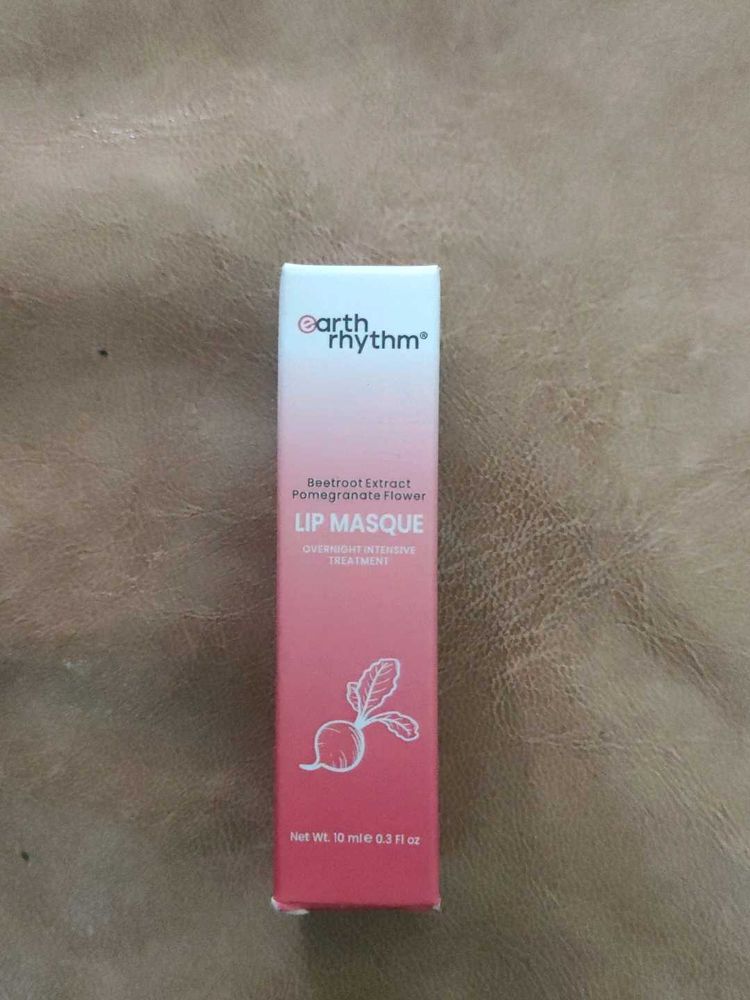 earth
rhythm®
Beetroot Extract
Pomegranate Flower
LIP MASQUE
OVERNIGHT INTENSIVE
TREATMENT
Net Wt. 10 ml e 0.3 Fl oz